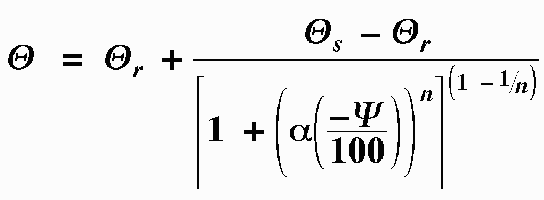 Θ = Θr + (Θs − Θr) / [1 + (α(−Ψ/100))^n]^(1 − 1/n)